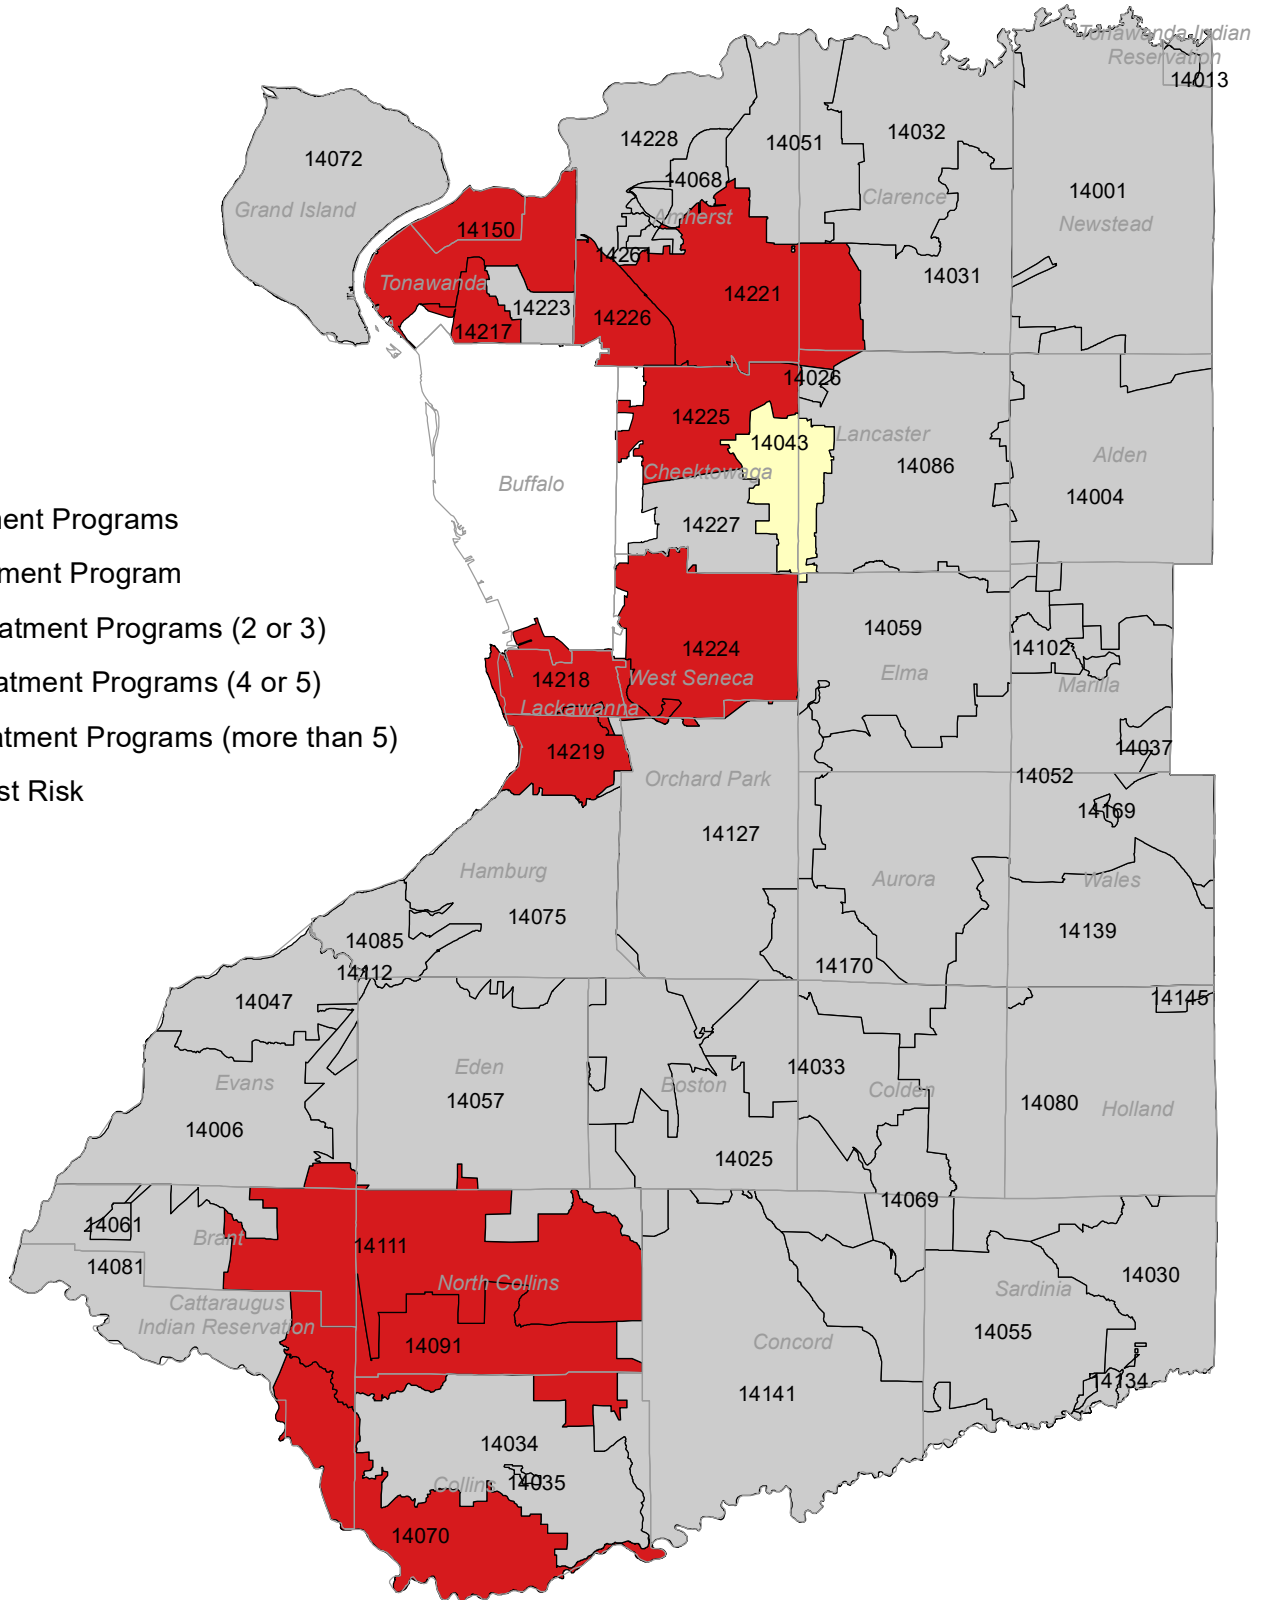 Tonawanda Indian
Reservation
14013
14072
Grand Island
14228
14051
14032
14068
Clarence
14001
Newstead
Amherst
14150
14261
14031
Tonawanda
14223
14221
14217
14226
14026
14225
14043
Lancaster
Cheektowaga
14086
Alden
14004
Buffalo
14227
ment Programs
ment Program
atment Programs (2 or 3)
atment Programs (4 or 5)
atment Programs (more than 5)
st Risk
14059
14224
14102
Elma
West Seneca
14218
Marilla
Lackawanna
14219
14037
Orchard Park
14052
14127
14169
Hamburg
Aurora
Wales
14075
14085
14139
14112
14170
14047
14145
Eden
14033
Evans
Boston
Colden
14057
14080
Holland
14006
14025
14069
14061
Brant
14111
14081
North Collins
14030
Cattaraugus
Indian Reservation
Sardinia
14055
Concord
14091
14141
14134
14034
Collins
14035
14070